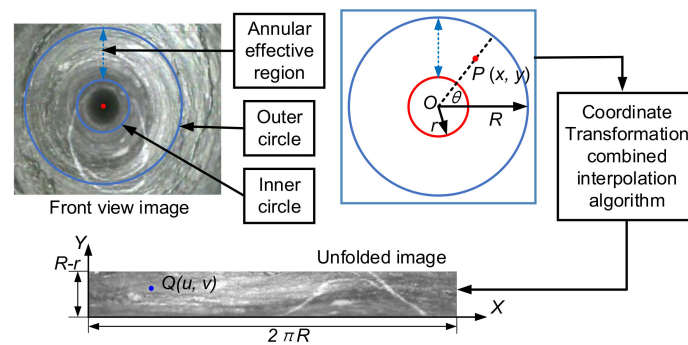 Annular
effective
region
Outer
circle
Inner
circle
Front view image
P (x, y)
O
θ
r
R
Coordinate
Transformation
combined
interpolation
algorithm
Unfolded image
Y
R-r
Q(u, v)
X
2 πR